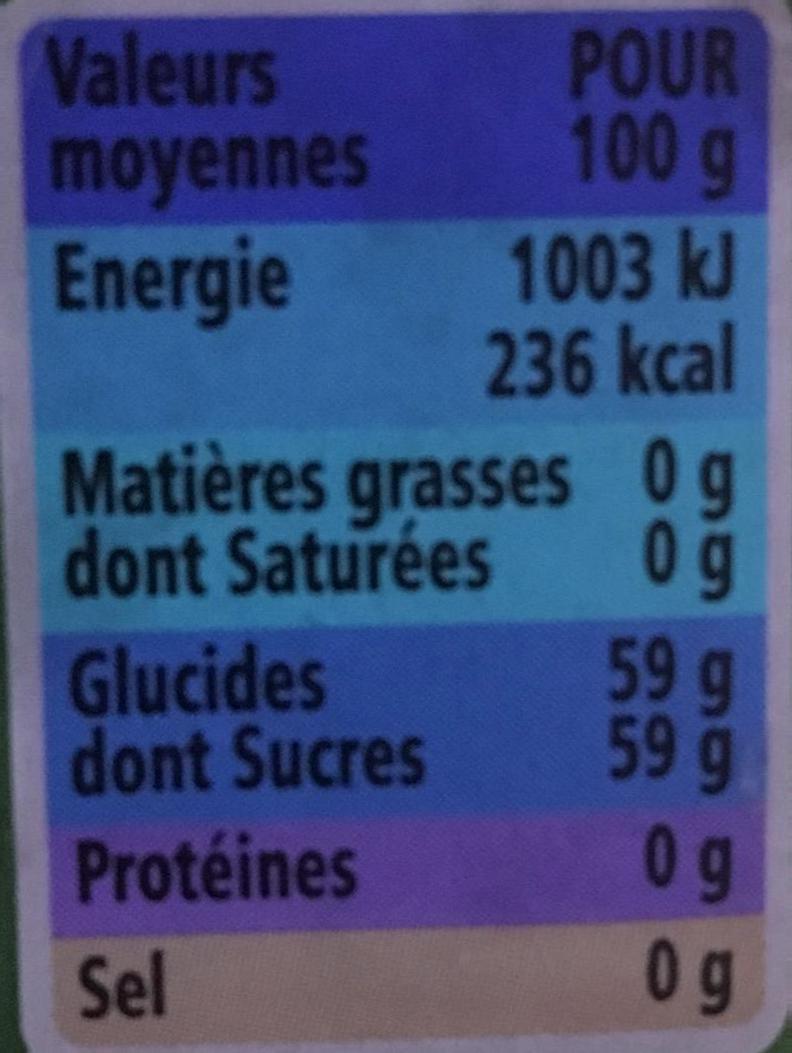 Valeurs POUR
moyennes 100 g
Energie 1003 kJ
236 kcal
Matières grasses 0 g
dont Saturées 0 g
Glucides 59 g
dont Sucres 59 g
Protéines 0 g
Sel 0 g